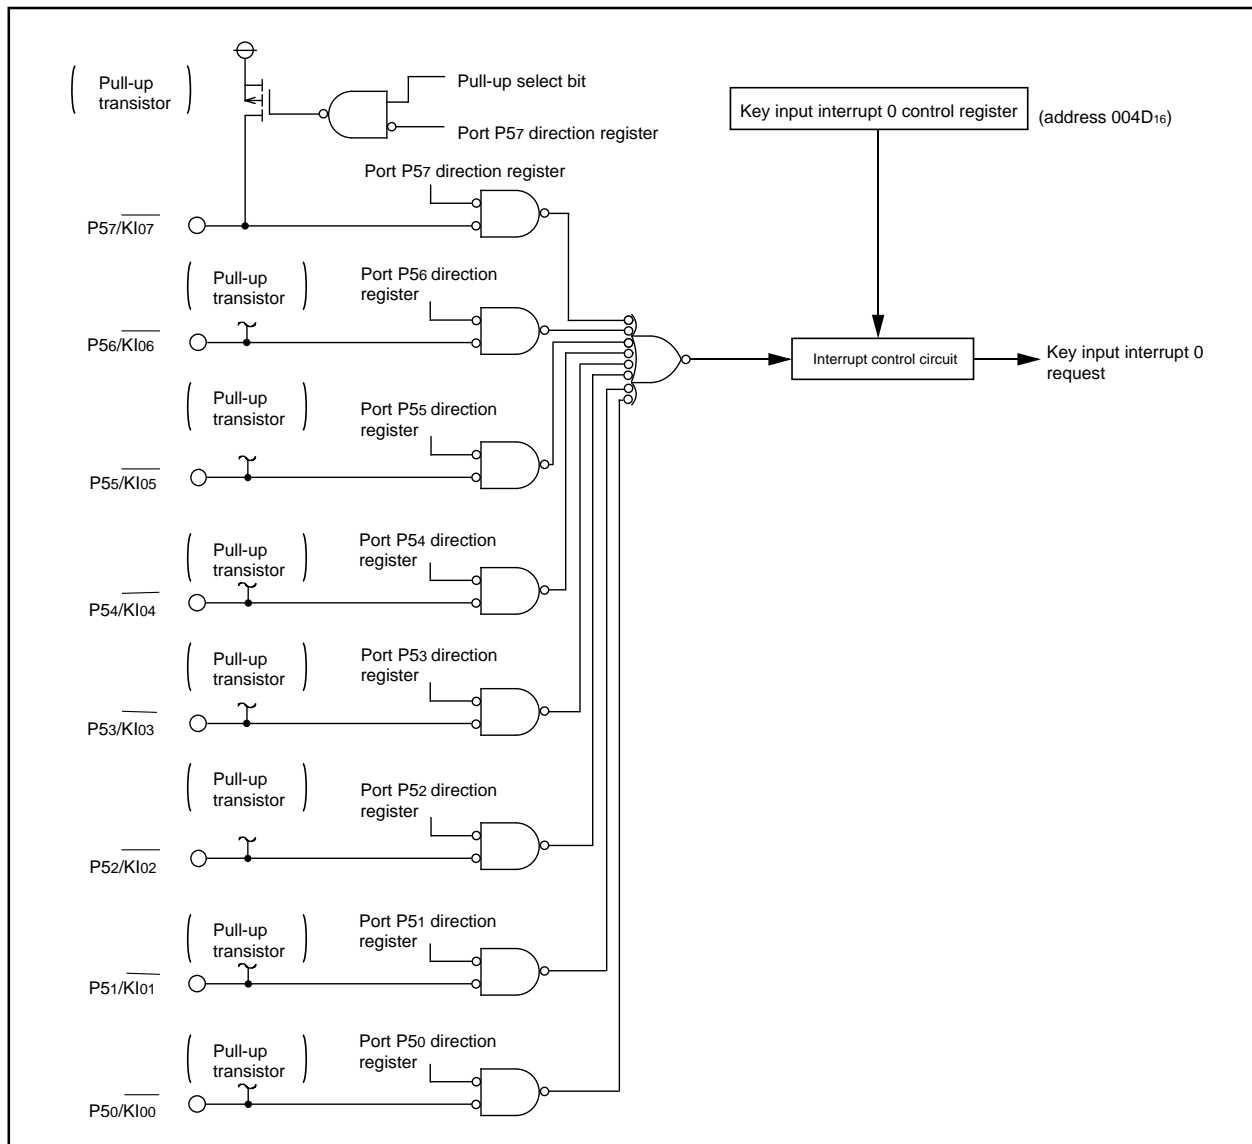 Pull-up
transistor
Pull-up select bit
Port P57 direction register
Key input interrupt 0 control register
(address 004D16)
Port P57 direction register
P57/KI07
Pull-up
transistor
Port P56 direction
register
P56/KI06
Interrupt control circuit
Key input interrupt 0
request
Pull-up
transistor
Port P55 direction
register
P55/KI05
Pull-up
transistor
Port P54 direction
register
P54/KI04
Pull-up
transistor
Port P53 direction
register
P53/KI03
Pull-up
transistor
Port P52 direction
register
P52/KI02
Pull-up
transistor
Port P51 direction
register
P51/KI01
Pull-up
transistor
Port P50 direction
register
P50/KI00